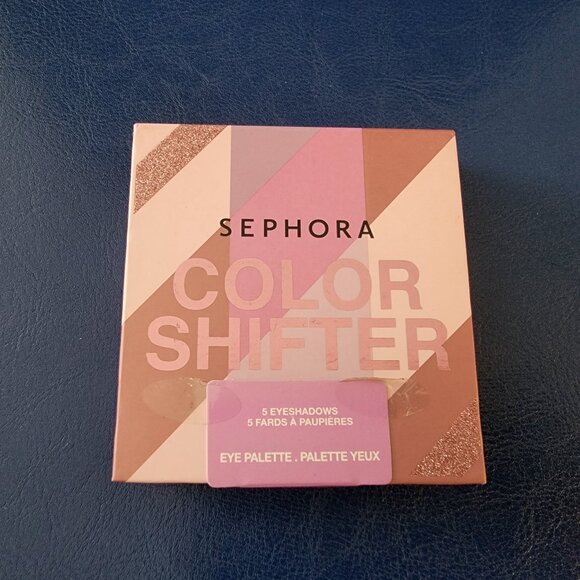 SEPHORA
COLOR
SHIFTER
5 EYESHADOWS
5 FARDS À PAUPIÈRES
EYE PALETTE . PALETTE YEUX